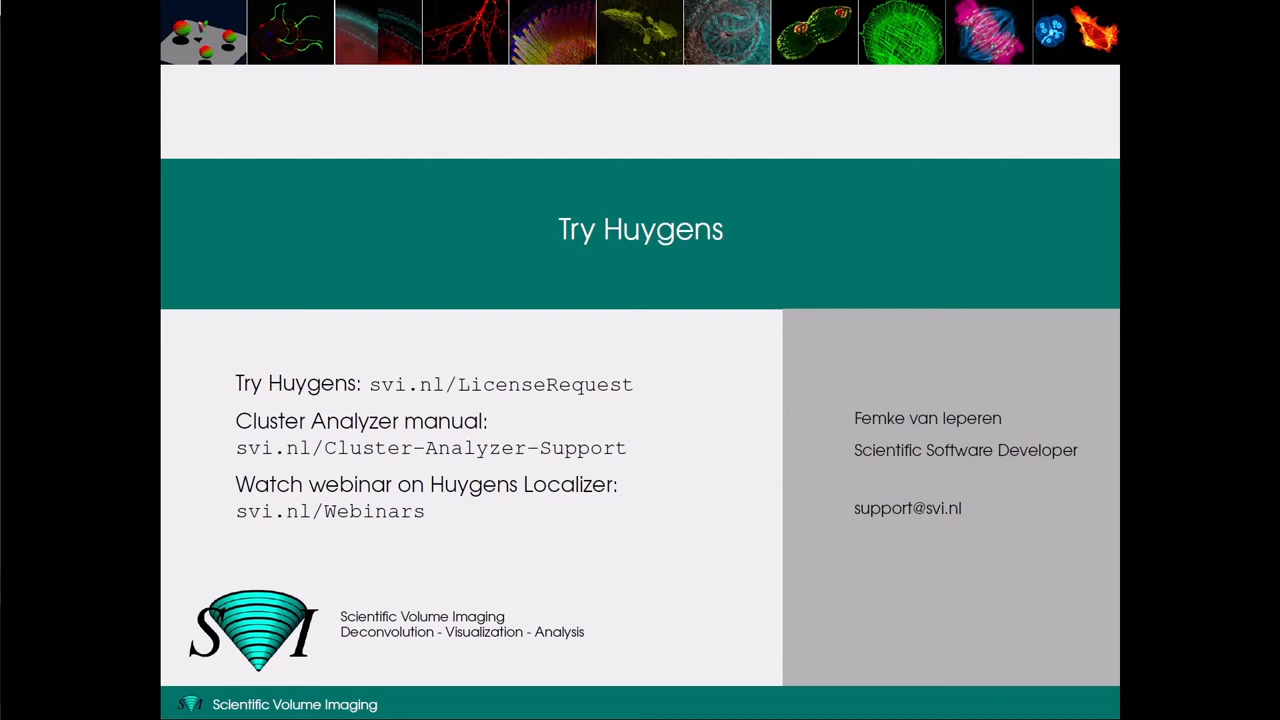 Try Huygens
Try Huygens: svi.nl/LicenseRequest
Cluster Analyzer manual:
svi.nl/Cluster-Analyzer-Support
Watch webinar on Huygens Localizer:
svi.nl/Webinars
Femke van Ieperen
Scientific Software Developer
support@svi.nl
SVI
Scientific Volume Imaging
Deconvolution - Visualization - Analysis
SVI Scientific Volume Imaging